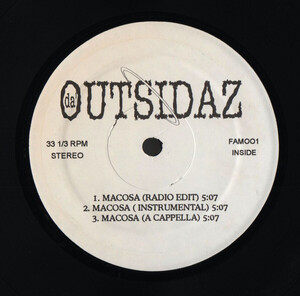 da OUTSIDAZ
33 1/3 RPM
STEREO
FAM001
INSIDE
1. MACOSA (RADIO EDIT) 5:07
2. MACOSA ( INSTRUMENTAL) 5:07
3. MACOSA (A CAPPELLA) 5:07